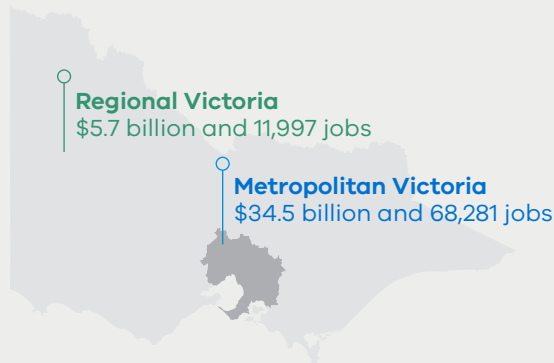 Regional Victoria
$5.7 billion and 11,997 jobs
Metropolitan Victoria
$34.5 billion and 68,281 jobs